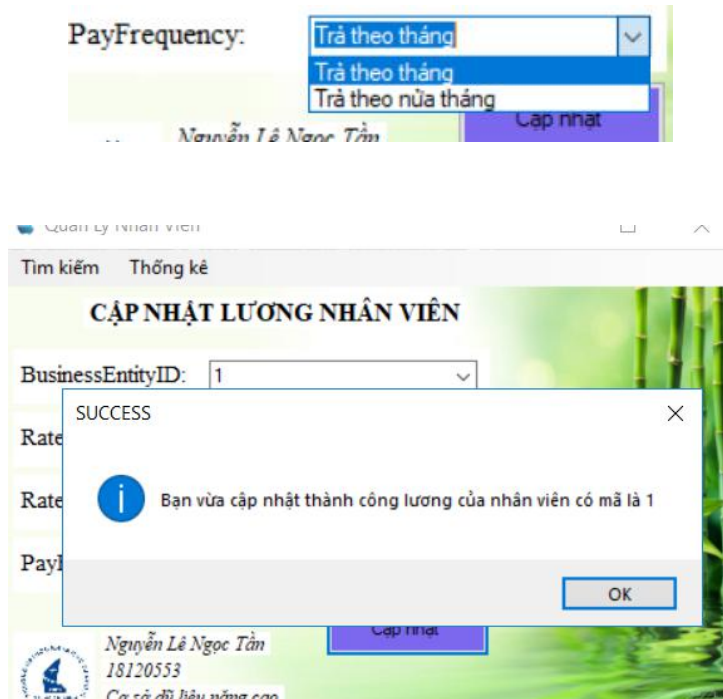 PayFrequency:
Trả theo tháng
Trả theo tháng
Trả theo nửa tháng
Cập nhật
Nguyễn Lê Ngọc Tần
Quản Lý Nhân Viên
Tìm kiếm Thống kê
CẬP NHẬT LƯƠNG NHÂN VIÊN
BusinessEntityID: 1
SUCCESS
Rate
Bạn vừa cập nhật thành công lương của nhân viên có mã là 1
Rate
Pay
OK
Cập nhật
Nguyễn Lê Ngọc Tần
18120553
Cơ sở dữ liệu nâng cao